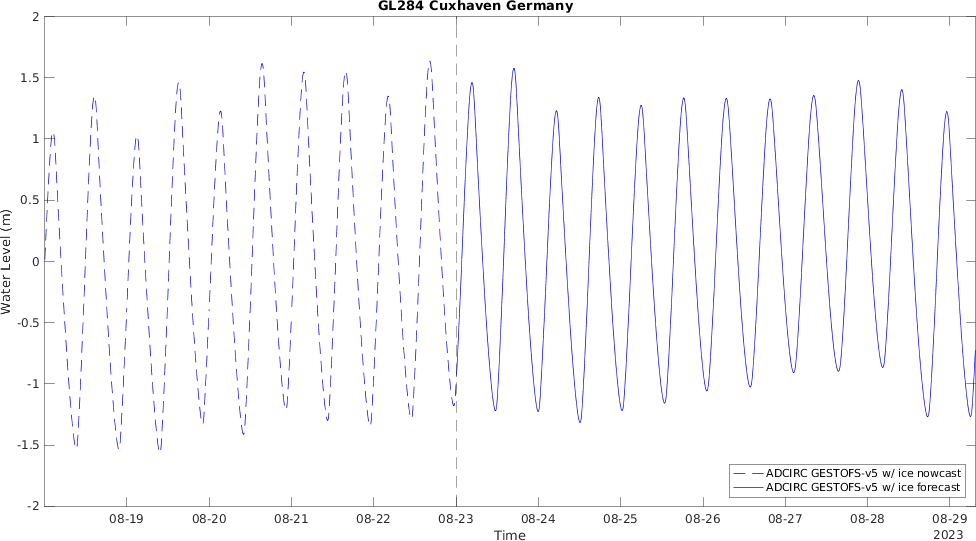 GL284 Cuxhaven Germany
2
1.5
1
0.5
0
-0.5
-1
-1.5
-2
Water Level (m)
08-19 08-20 08-21 08-22 08-23 08-24 08-25 08-26 08-27 08-28 08-29
2023
Time
ADCIRC GESTOFS-v5 w/ ice nowcast
ADCIRC GESTOFS-v5 w/ ice forecast